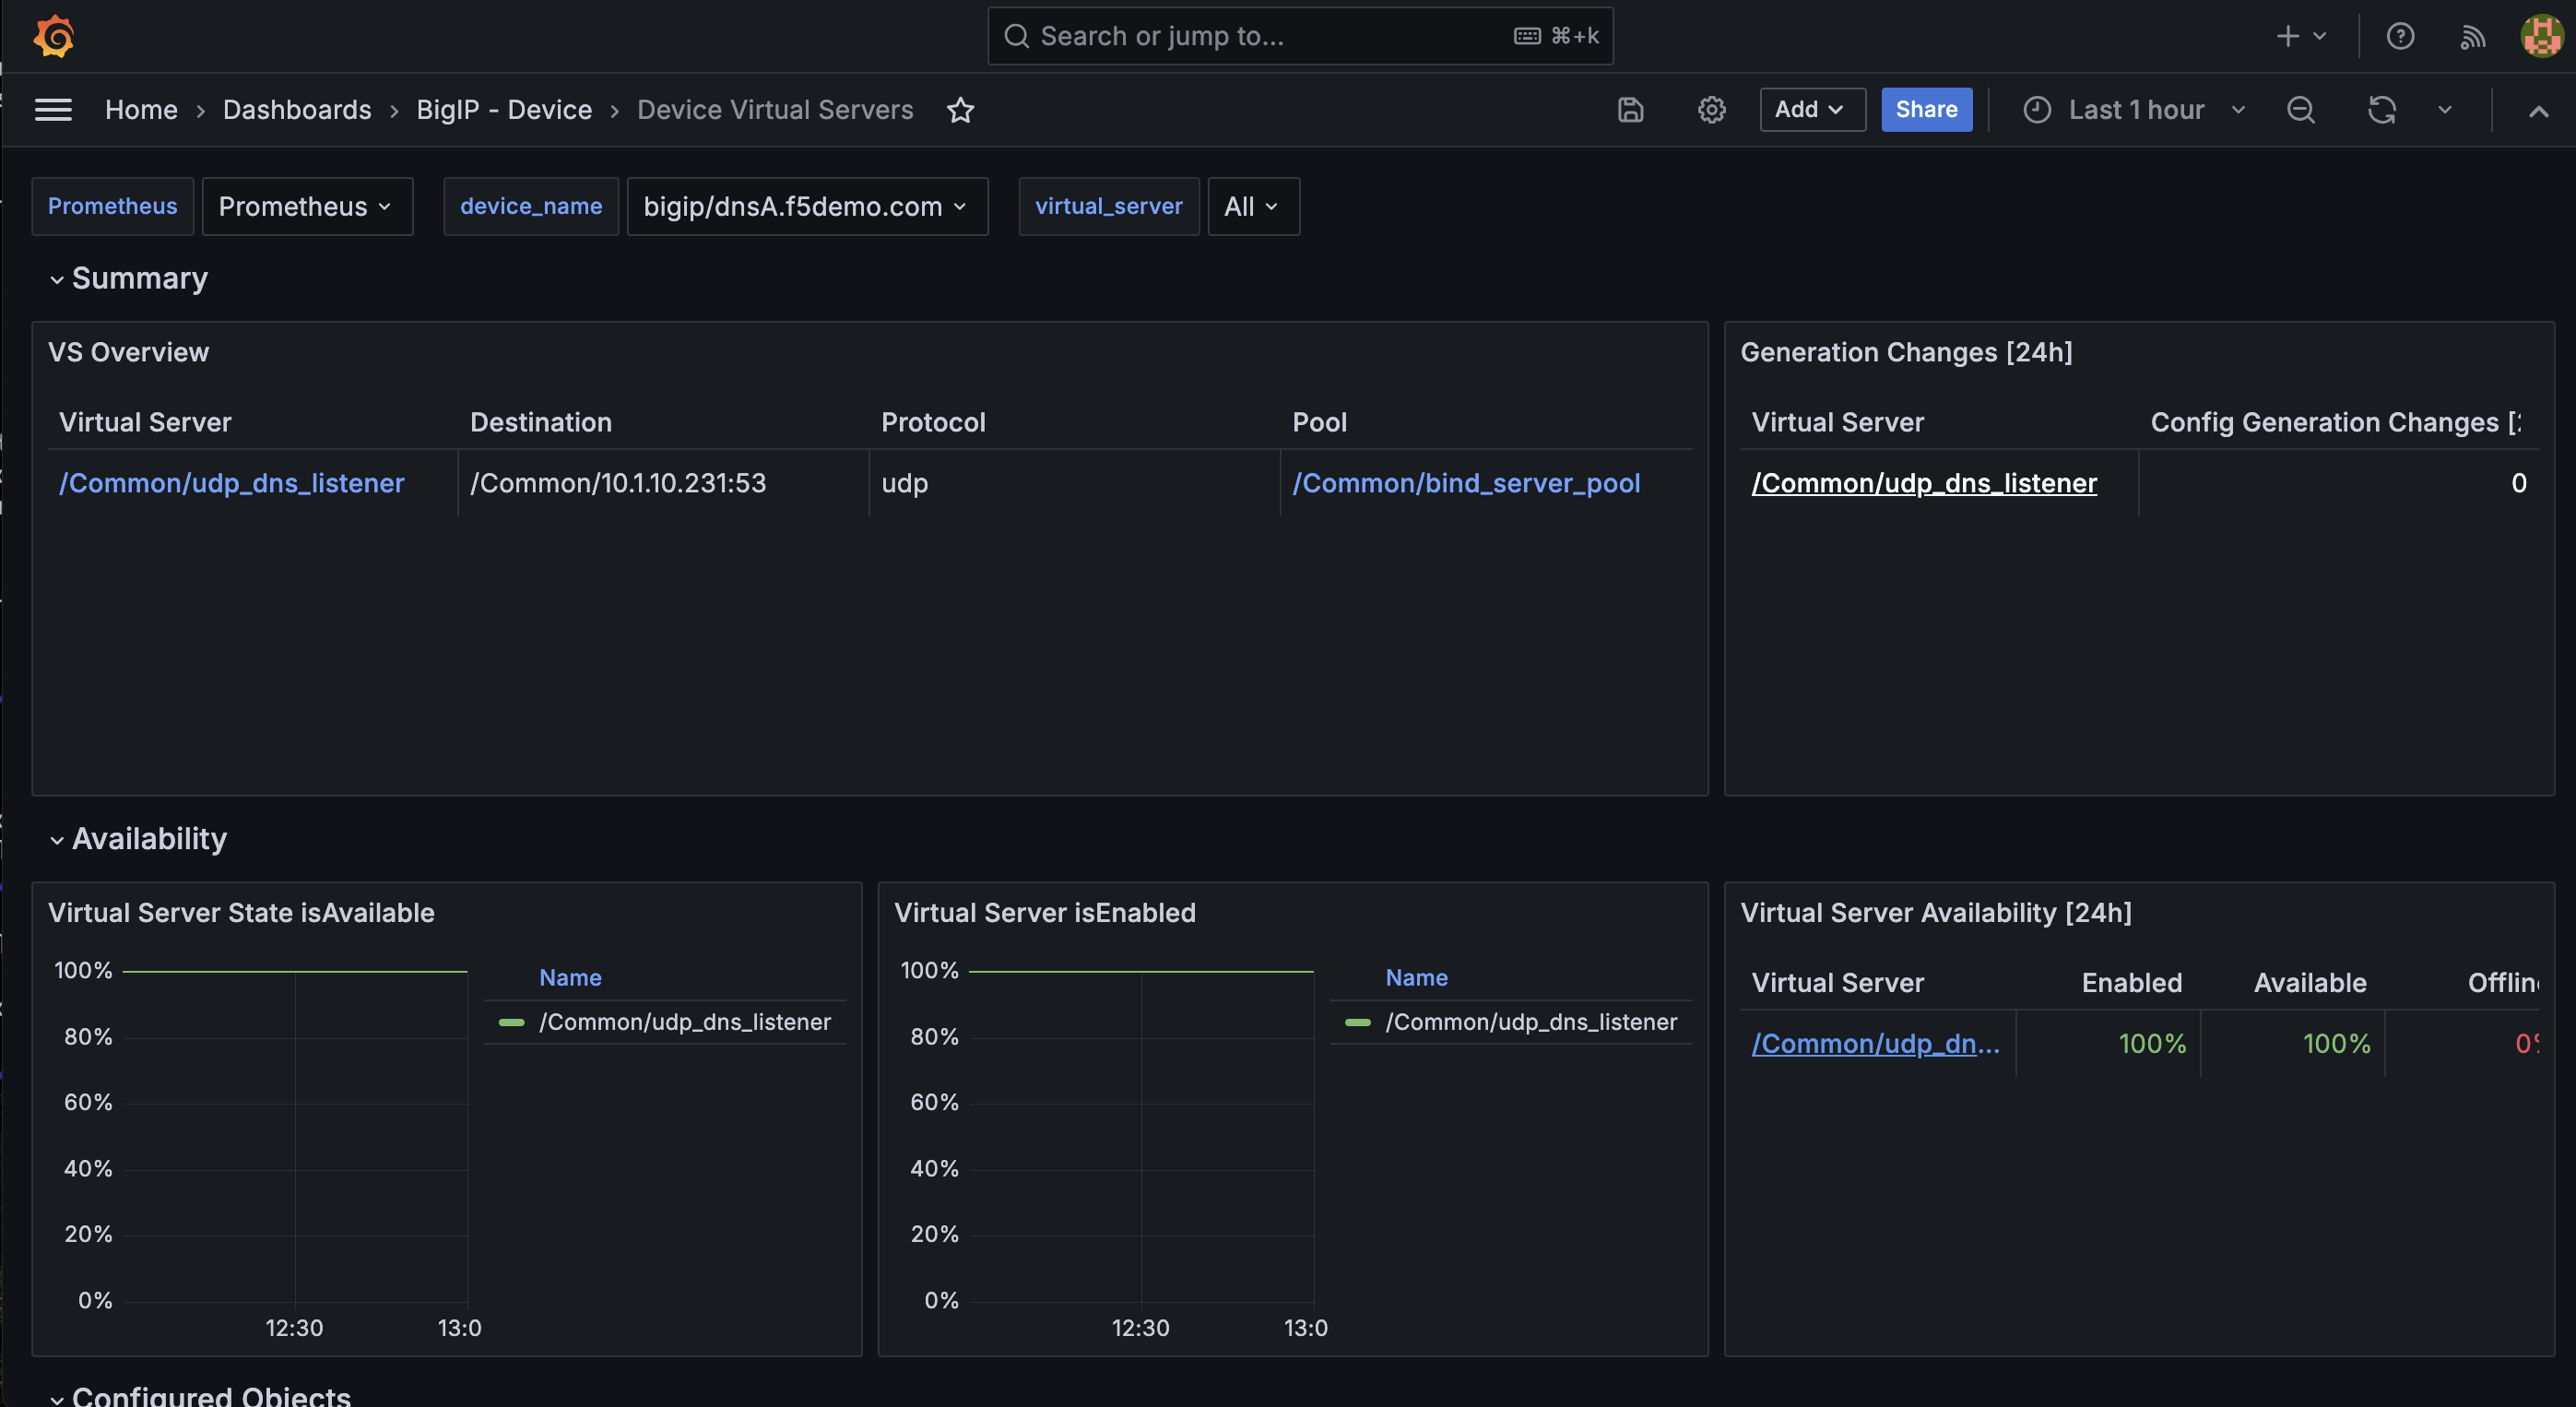 Search or jump to... ⌘+k
Home › Dashboards › BigIP - Device › Device Virtual Servers
Add Share Last 1 hour
Prometheus Prometheus device_name bigip/dnsA.f5demo.com virtual_server All
Summary
VS Overview
Virtual Server Destination Protocol Pool
/Common/udp_dns_listener /Common/10.1.10.231:53 udp /Common/bind_server_pool
Generation Changes [24h]
Virtual Server Config Generation Changes [
/Common/udp_dns_listener 0
Availability
Virtual Server State isAvailable
100%
80%
60%
40%
20%
0%
12:30 13:0
Name
/Common/udp_dns_listener
Virtual Server isEnabled
100%
80%
60%
40%
20%
0%
12:30 13:0
Name
/Common/udp_dns_listener
Virtual Server Availability [24h]
Virtual Server Enabled Available Offlin
/Common/udp_dn... 100% 100% 0%
Configured Objects